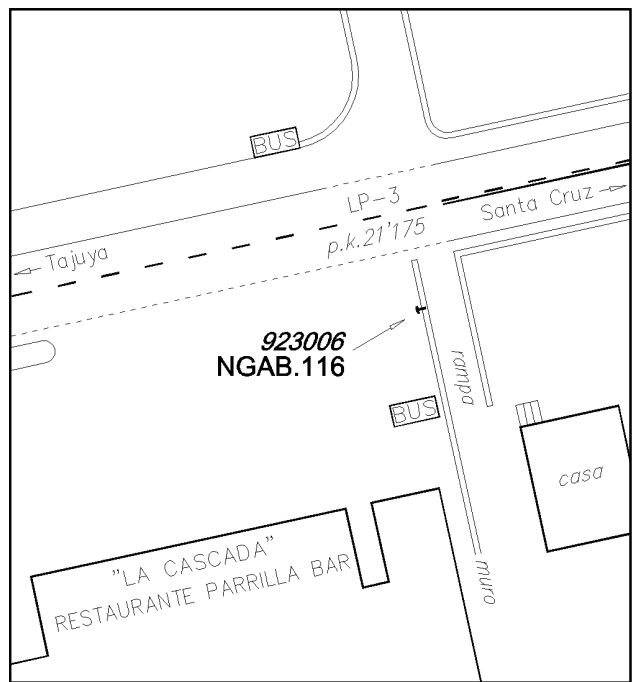 BUS
LP-3
Santa Cruz
Tajuya
p.k.21'175
923006
NGAB.116
rampa
BUS
casa
"LA CASCADA"
RESTAURANTE PARRILLA BAR
muro